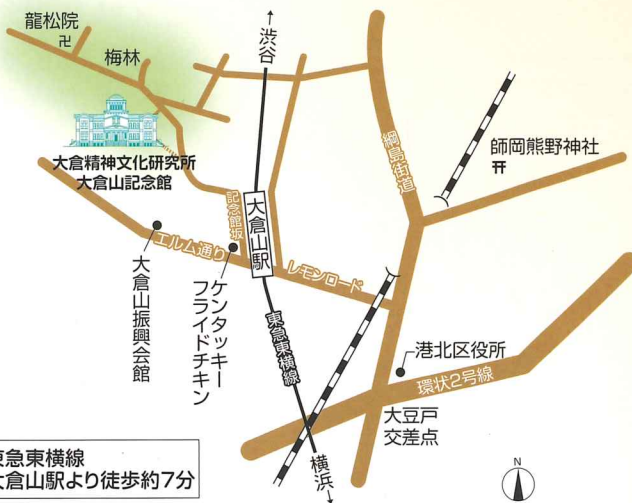 龍松院
卍
梅林
↑
渋谷
大倉精神文化研究所
大倉山記念館
綱島街道
師岡熊野神社
记念館坂
大倉山駅
エルム通り
レモンロード
大倉山振興会館
ケンタッキー
フライドチキン
東急東横線
港北区役所
環状2号線
大豆戸
交差点
横浜
↓
東急東横線
大倉山駅より徒歩約7分
N